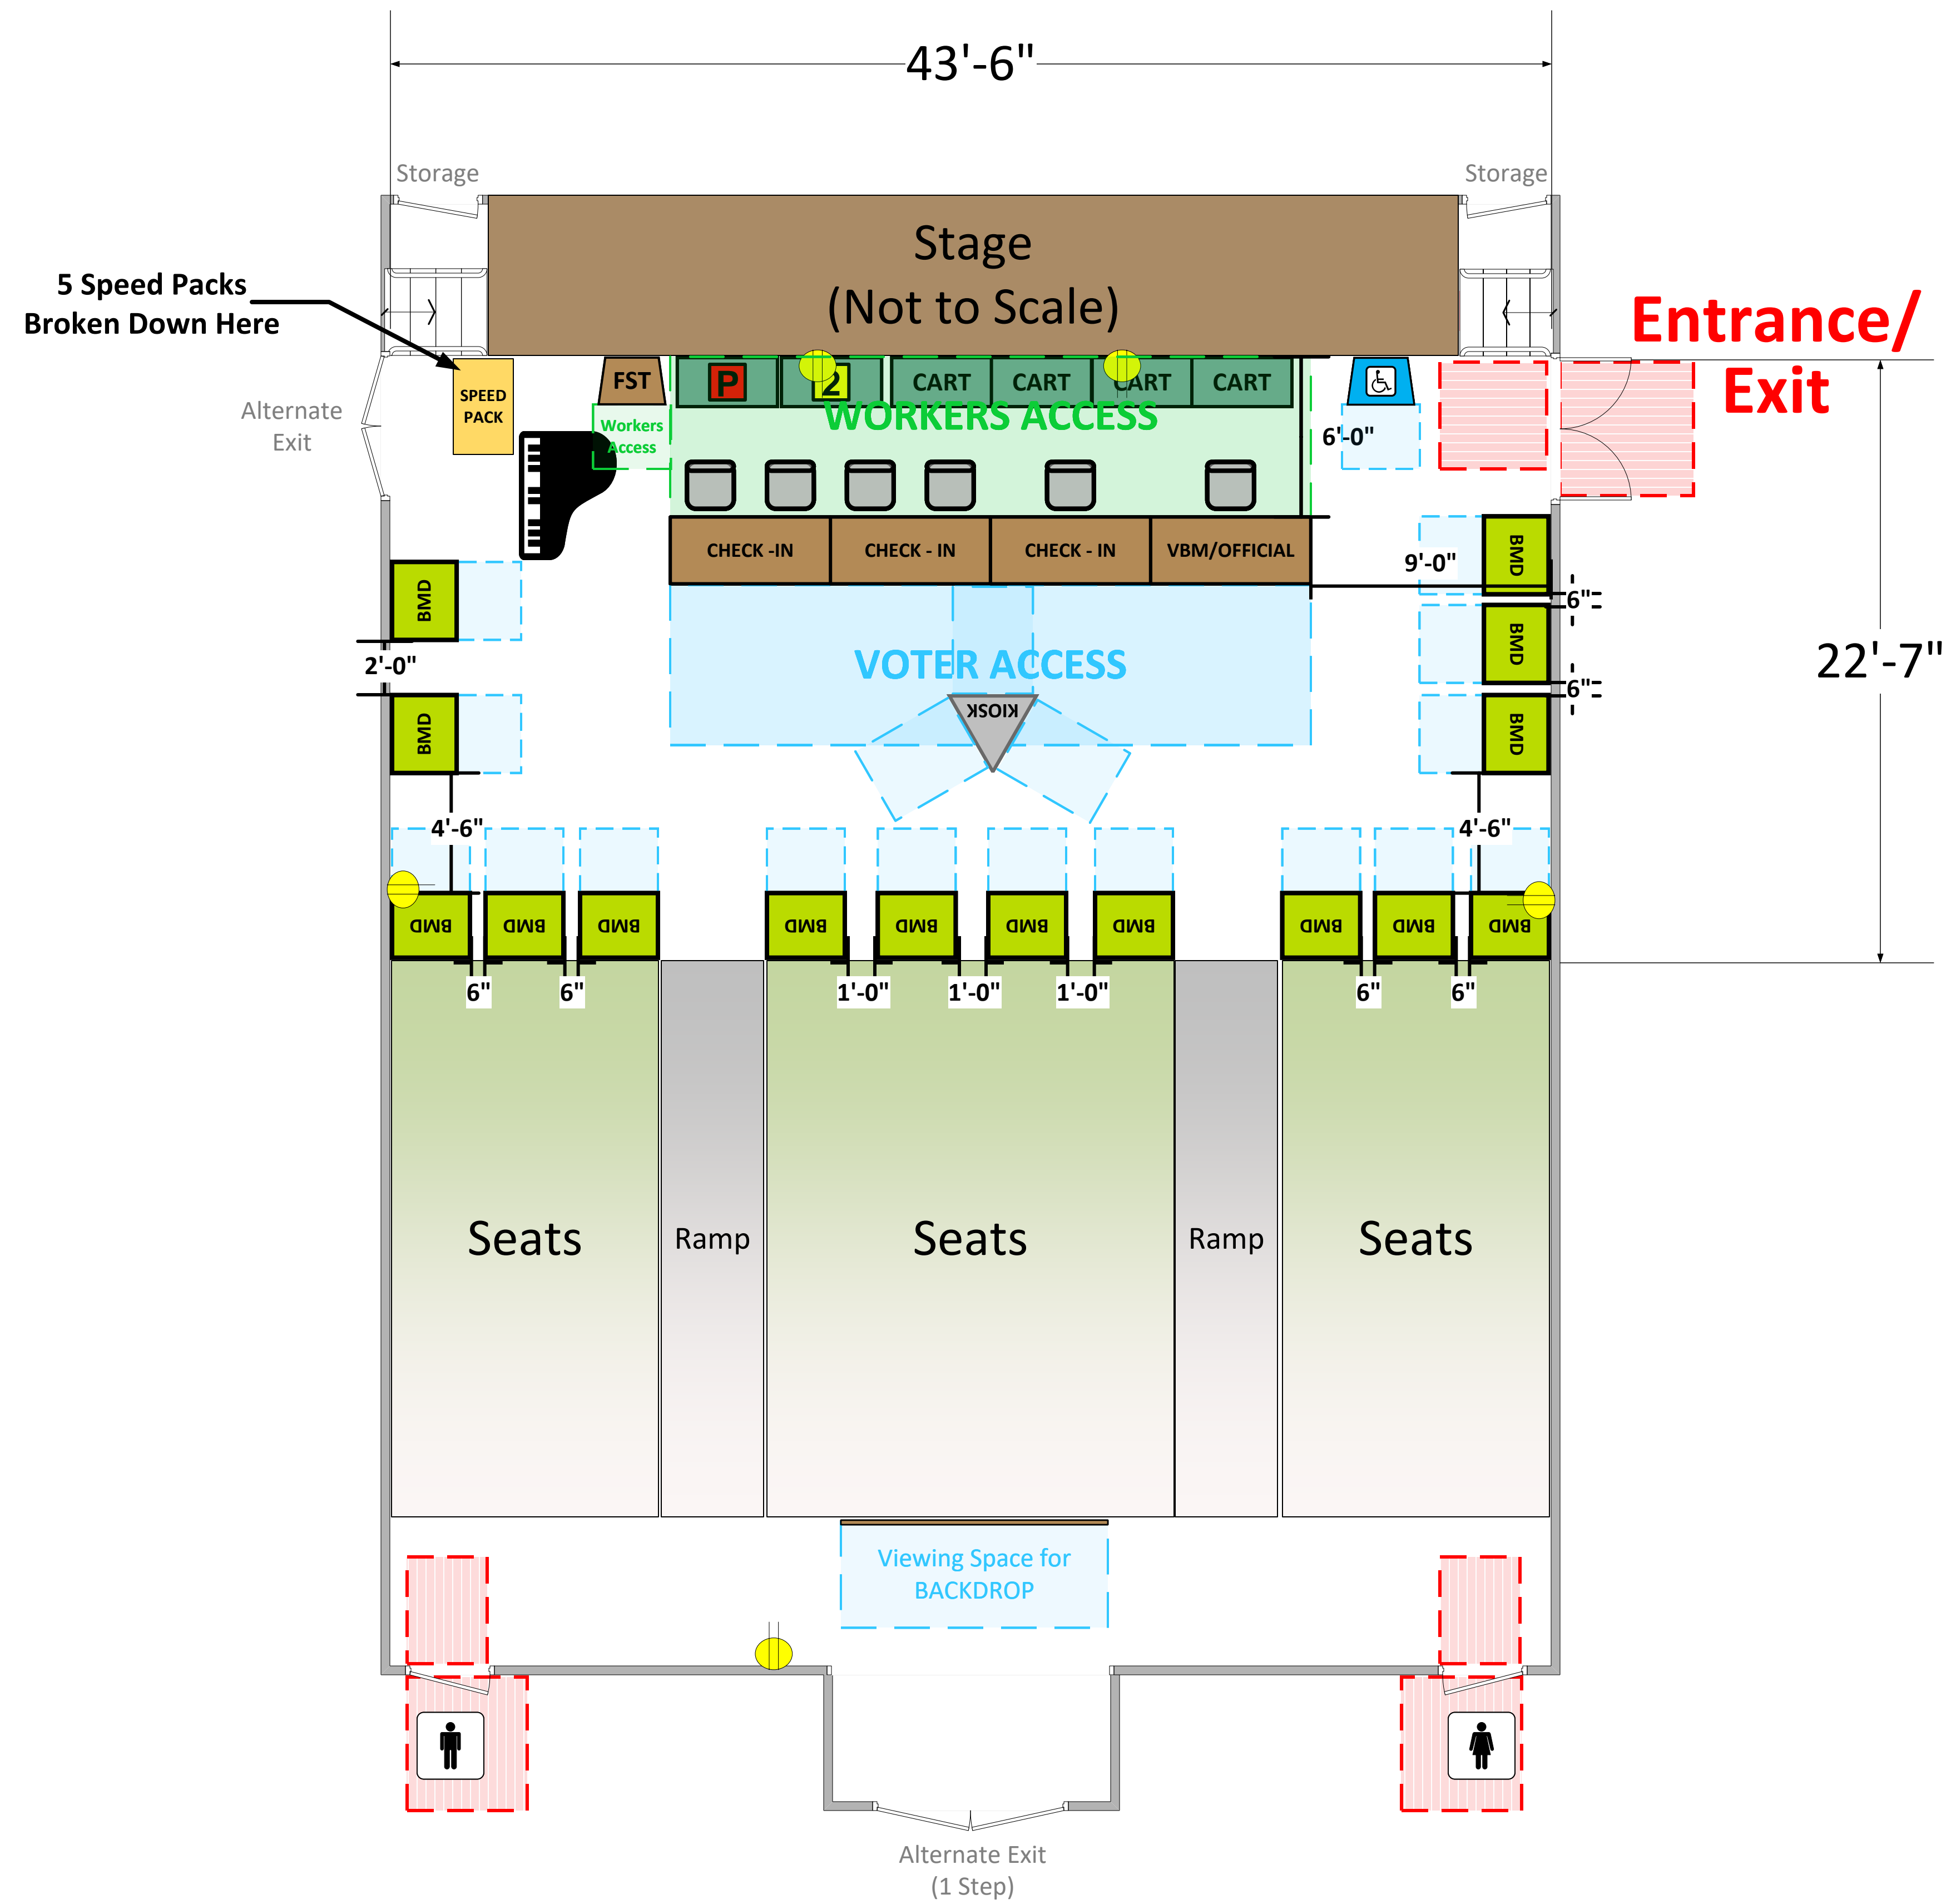 43'-6"
Storage
Storage
Stage
(Not to Scale)
5 Speed Packs
Broken Down Here
Entrance/
Exit
Alternate
Exit
SPEED
PACK
FST
P
2
CART
CART
CART
CART
WORKERS ACCESS
Workers
Access
6'-0"
CHECK -IN
CHECK - IN
CHECK - IN
VBM/OFFICIAL
9'-0"
BMD
6"
BMD
6"
BMD
BMD
2'-0"
BMD
22'-7"
VOTER ACCESS
KIOSK
4'-6"
4'-6"
BMD
BMD
BMD
BMD
BMD
BMD
BMD
BMD
BMD
BMD
6"
6"
1'-0"
1'-0"
1'-0"
6"
6"
Seats
Ramp
Seats
Ramp
Seats
Viewing Space for
BACKDROP
Alternate Exit
(1 Step)